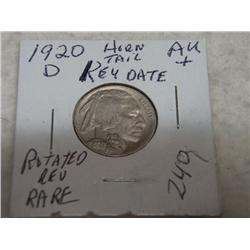 1920 HORN AU
D TAIL +
KEY DATE
ROTATED
REV
RARE
249